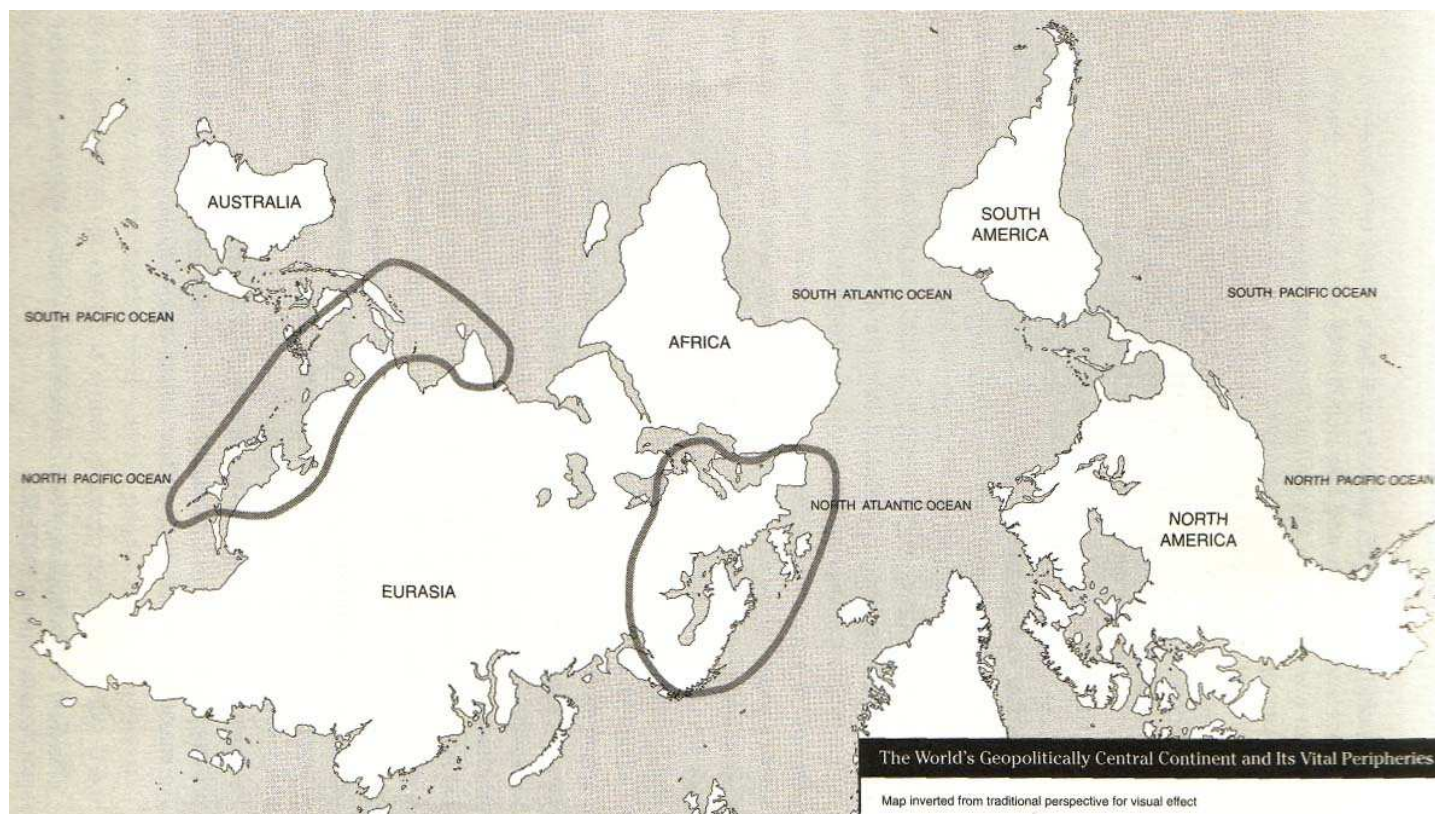 AUSTRALIA
SOUTH
AMERICA
SOUTH ATLANTIC OCEAN
SOUTH PACIFIC OCEAN
SOUTH PACIFIC OCEAN
AFRICA
NORTH PACIFIC OCEAN
NORTH PACIFIC OCEAN
NORTH ATLANTIC OCEAN
NORTH
AMERICA
EURASIA
The World's Geopolitically Central Continent and Its Vital Peripheries
Map inverted from traditional perspective for visual effect